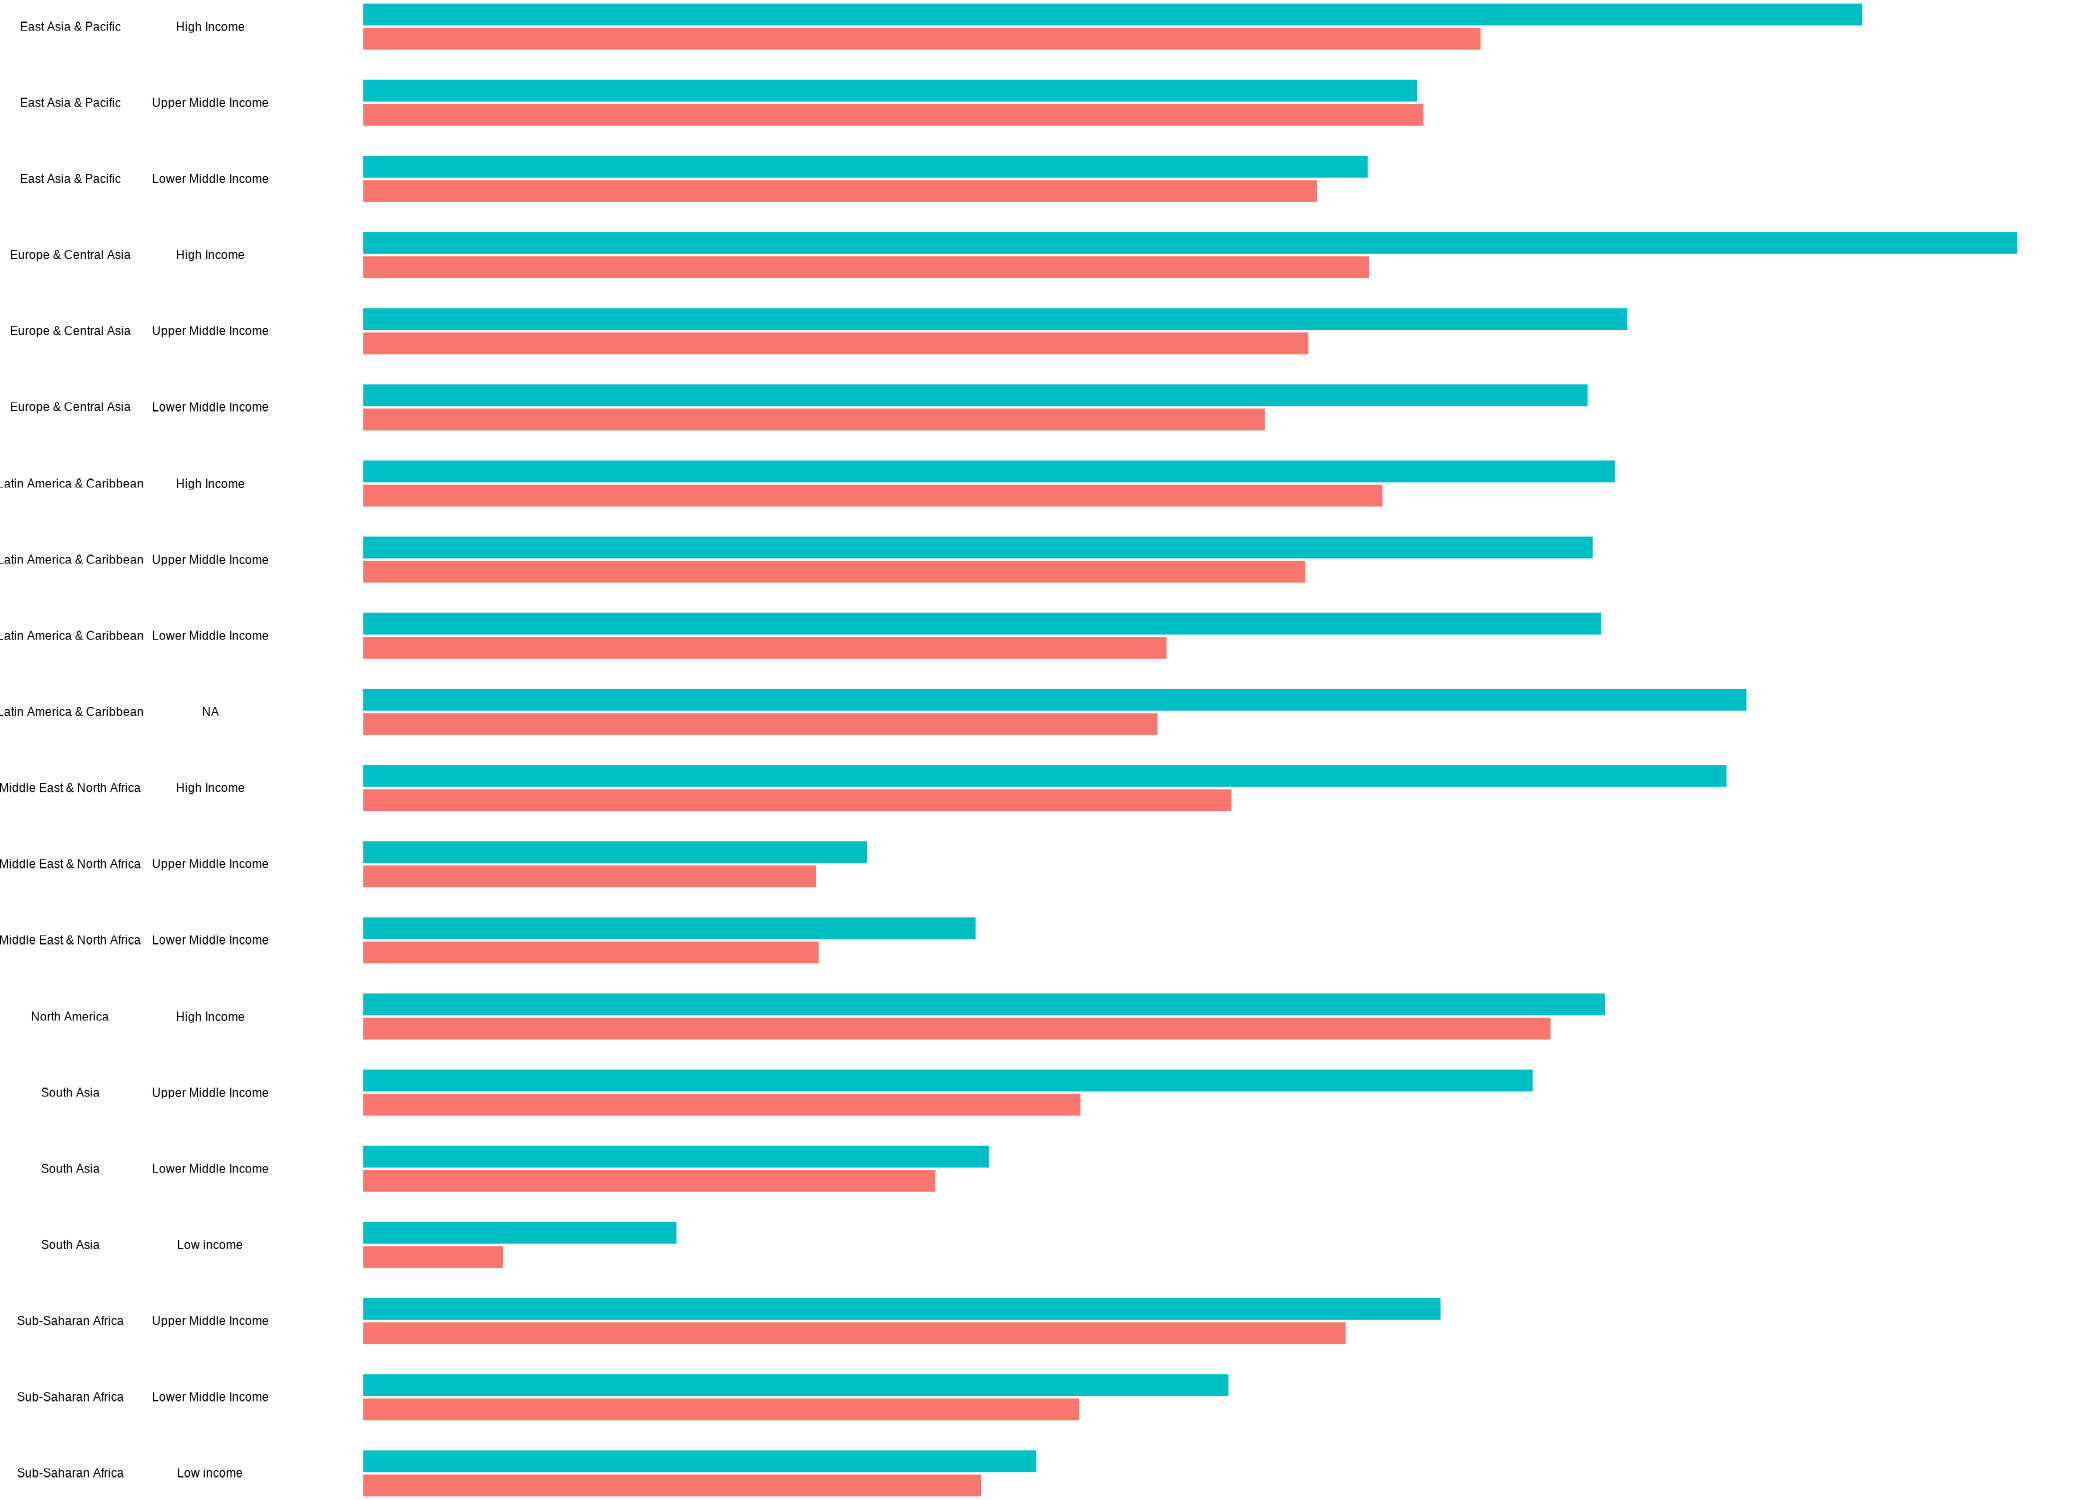 East Asia & Pacific High Income
East Asia & Pacific Upper Middle Income
East Asia & Pacific Lower Middle Income
Europe & Central Asia High Income
Europe & Central Asia Upper Middle Income
Europe & Central Asia Lower Middle Income
Latin America & Caribbean High Income
Latin America & Caribbean Upper Middle Income
Latin America & Caribbean Lower Middle Income
Latin America & Caribbean NA
Middle East & North Africa High Income
Middle East & North Africa Upper Middle Income
Middle East & North Africa Lower Middle Income
North America High Income
South Asia Upper Middle Income
South Asia Lower Middle Income
South Asia Low income
Sub-Saharan Africa Upper Middle Income
Sub-Saharan Africa Lower Middle Income
Sub-Saharan Africa Low income